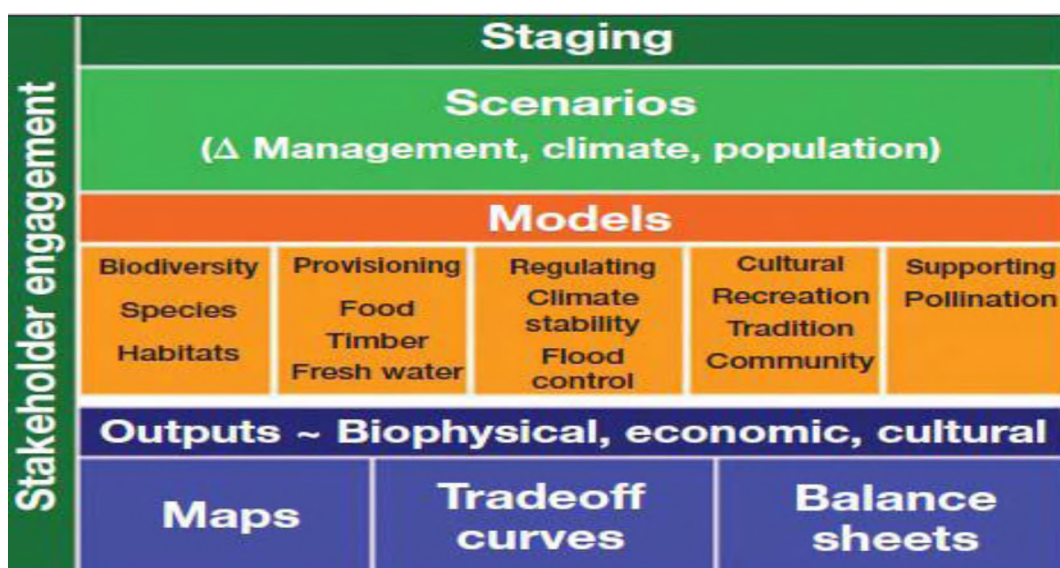 Stakeholder engagement
Staging
Scenarios
(Δ Management, climate, population)
Models
Biodiversity
Species
Habitats
Provisioning
Food
Timber
Fresh water
Regulating
Climate
stability
Flood
control
Cultural
Recreation
Tradition
Community
Supporting
Pollination
Outputs ~ Biophysical, economic, cultural
Maps
Tradeoff
curves
Balance
sheets